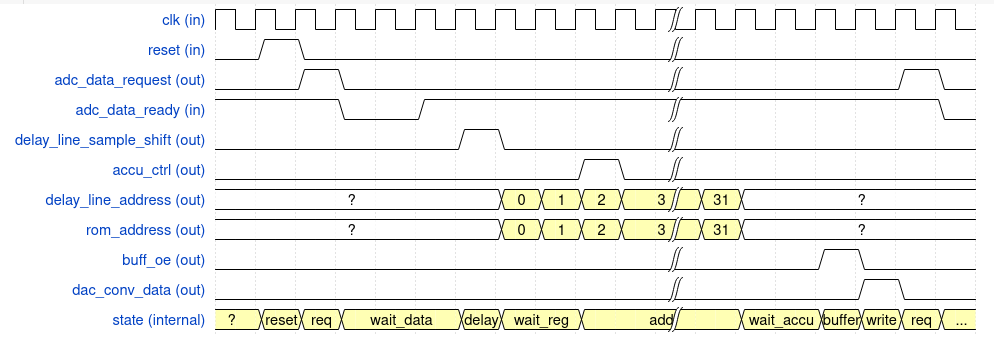 clk (in)
reset (in)
adc_data_request (out)
adc_data_ready (in)
delay_line_sample_shift (out)
accu_ctrl (out)
delay_line_address (out) ? 0 1 2 3 31 ?
rom_address (out) ? 0 1 2 3 31 ?
buff_oe (out)
dac_conv_data (out)
state (internal) ? reset req wait_data delay wait_reg add wait_accu buffer write req ...